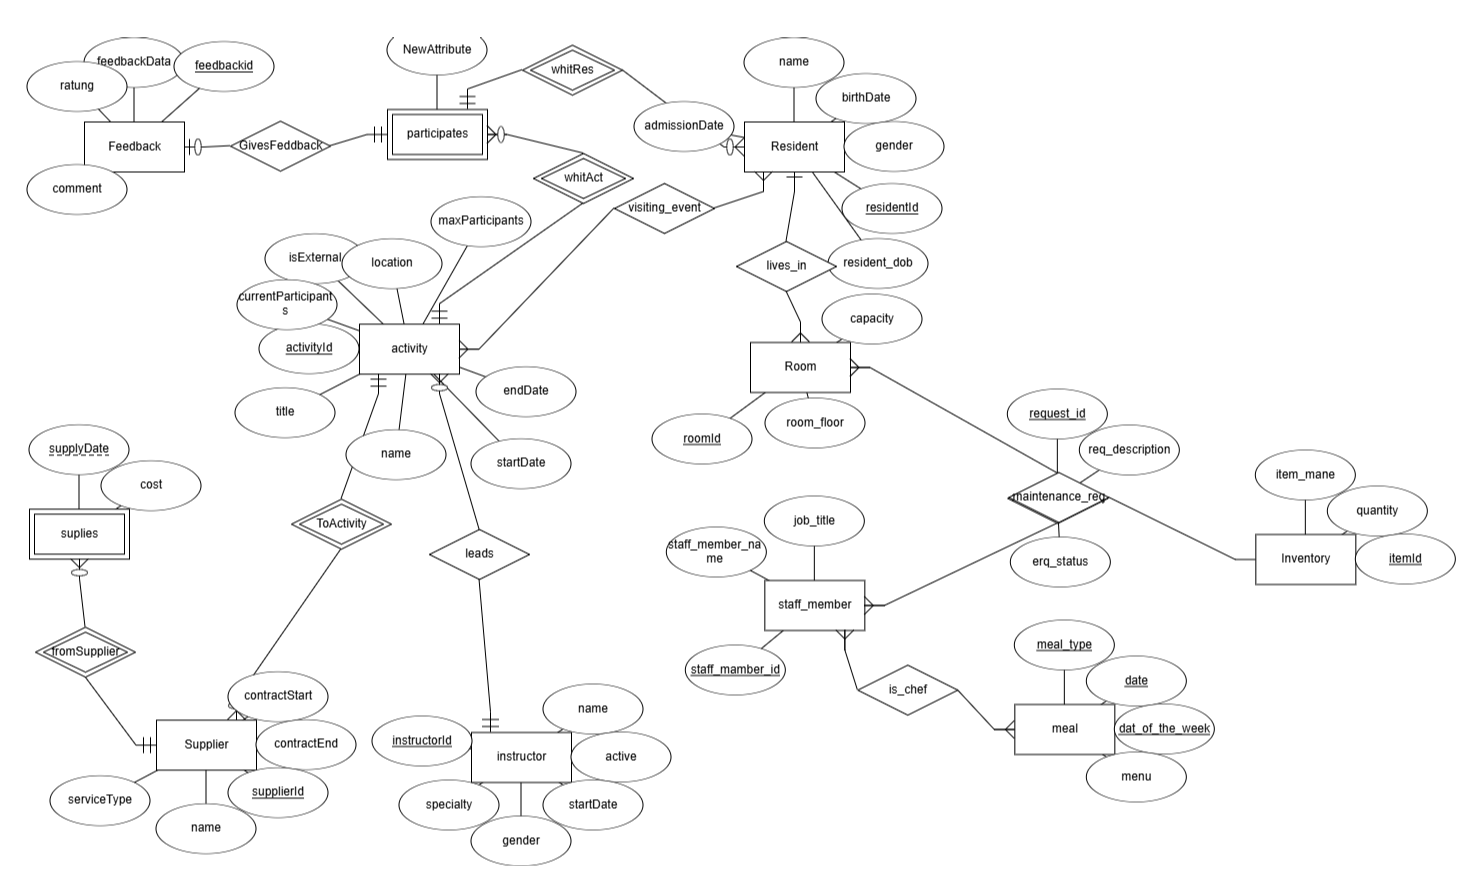 NewAttribute
whitRes
name
feedbackData
feedbackid
ratung
birthDate
admissionDate
participates
Feedback
GivesFeddback
Resident
gender
comment
whitAct
visiting_event
residentId
maxParticipants
isExternal
location
lives_in
resident_dob
currentParticipant
s
activityId
activity
capacity
Room
endDate
title
room_floor
roomId
request_id
name
startDate
req_description
supplyDate
cost
item_mane
maintenance_req
quantity
suplies
ToActivity
job_title
staff_member_na
me
leads
erq_status
Inventory
itemId
staff_member
fromSupplier
meal_type
staff_mamber_id
is_chef
date
contractStart
name
Supplier
contractEnd
instructorId
instructor
active
meal
dat_of_the_week
menu
serviceType
supplierId
specialty
startDate
name
gender